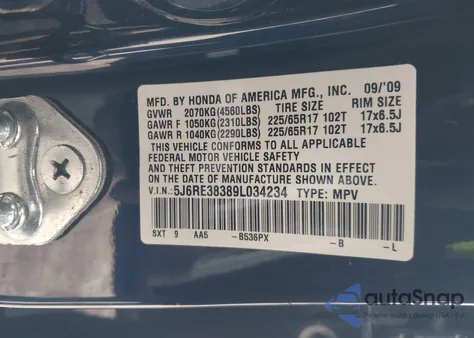 MFD. BY HONDA OF AMERICA MFG., INC. 09/'09
GVWR 2070KG(4560LBS) TIRE SIZE RIM SIZE
GAWR F 1050KG(2310LBS) 225/65R17 102T 17x6.5J
GAWR R 1040KG(2290LBS) 225/65R17 102T 17x6.5J
THIS VEHICLE CONFORMS TO ALL APPLICABLE
FEDERAL MOTOR VEHICLE SAFETY
AND THEFT PREVENTION STANDARDS IN EFFECT
ON THE DATE OF MANUFACTURE SHOWN ABOVE.
V.I.N:5J6RE38389L034234 TYPE: MPV
SXT 9 AA5 -B536PX -B -L
autoSnap